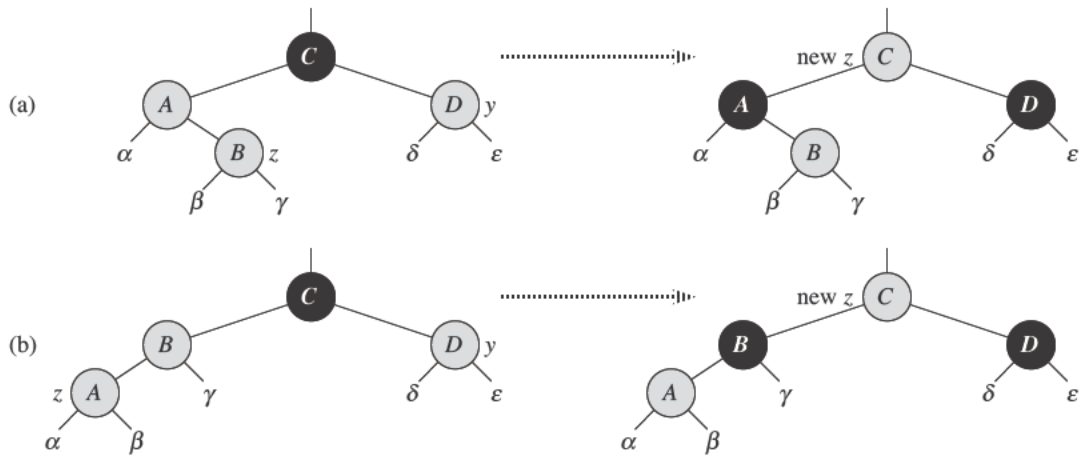 C new z C
(a) A D y A D
α B z δ ε α B δ ε
β γ β γ
C new z C
(b) B D y B D
z A γ δ ε A γ δ ε
α β α β